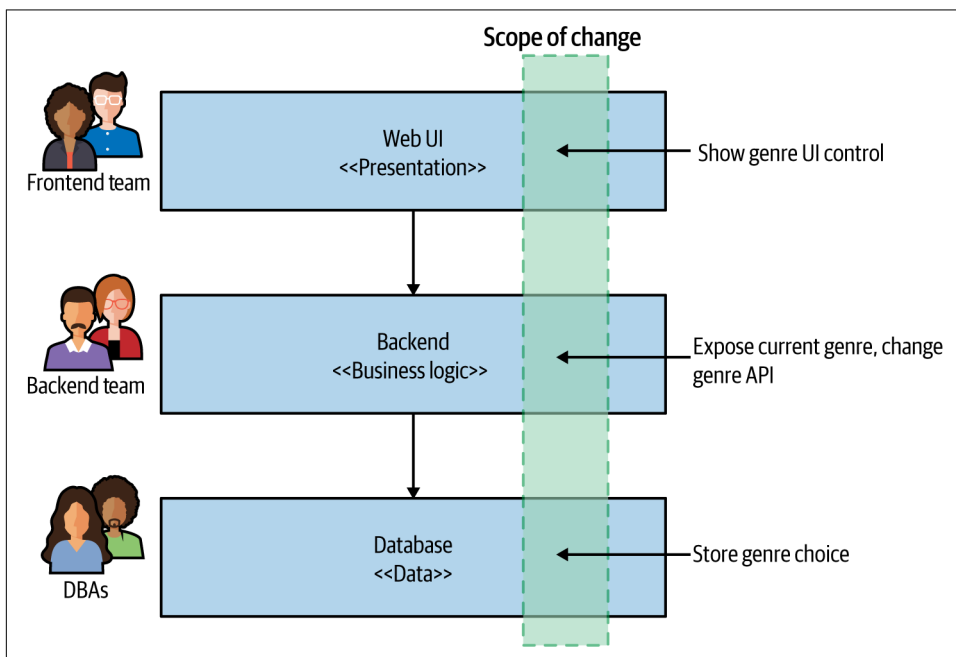 Scope of change
Web UI
<<Presentation>>
Frontend team
Show genre UI control
Backend
<<Business logic>>
Backend team
Expose current genre, change
genre API
Database
<<Data>>
DBAs
Store genre choice